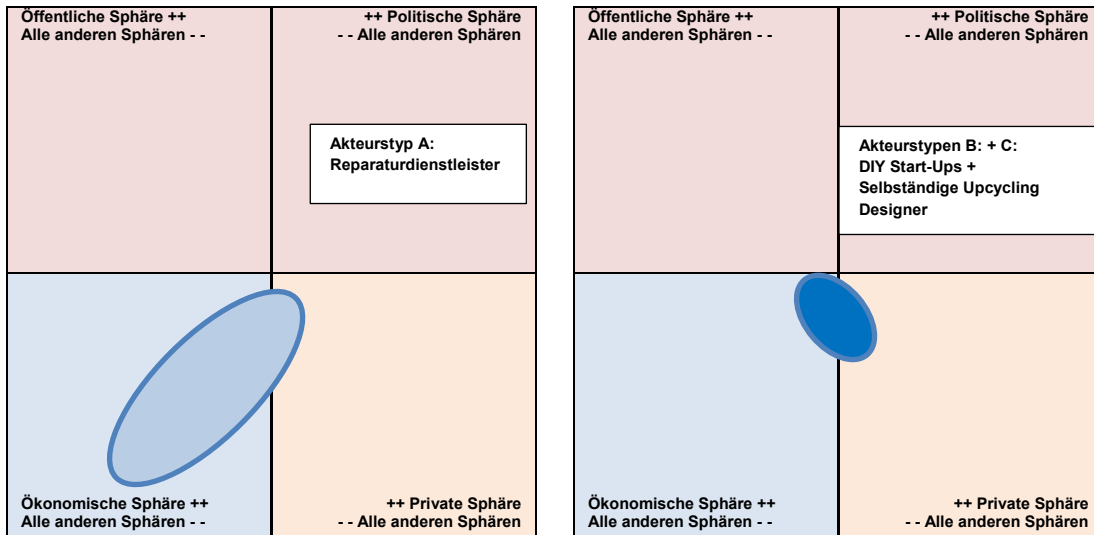 Öffentliche Sphäre ++
Alle anderen Sphären - -
++ Politische Sphäre
- - Alle anderen Sphären
Akteurstyp A:
Reparaturdienstleister
Ökonomische Sphäre ++
Alle anderen Sphären - -
++ Private Sphäre
- - Alle anderen Sphären
Öffentliche Sphäre ++
Alle anderen Sphären - -
++ Politische Sphäre
- - Alle anderen Sphären
Akteurstypen B: + C:
DIY Start-Ups +
Selbständige Upcycling
Designer
Ökonomische Sphäre ++
Alle anderen Sphären - -
++ Private Sphäre
- - Alle anderen Sphären